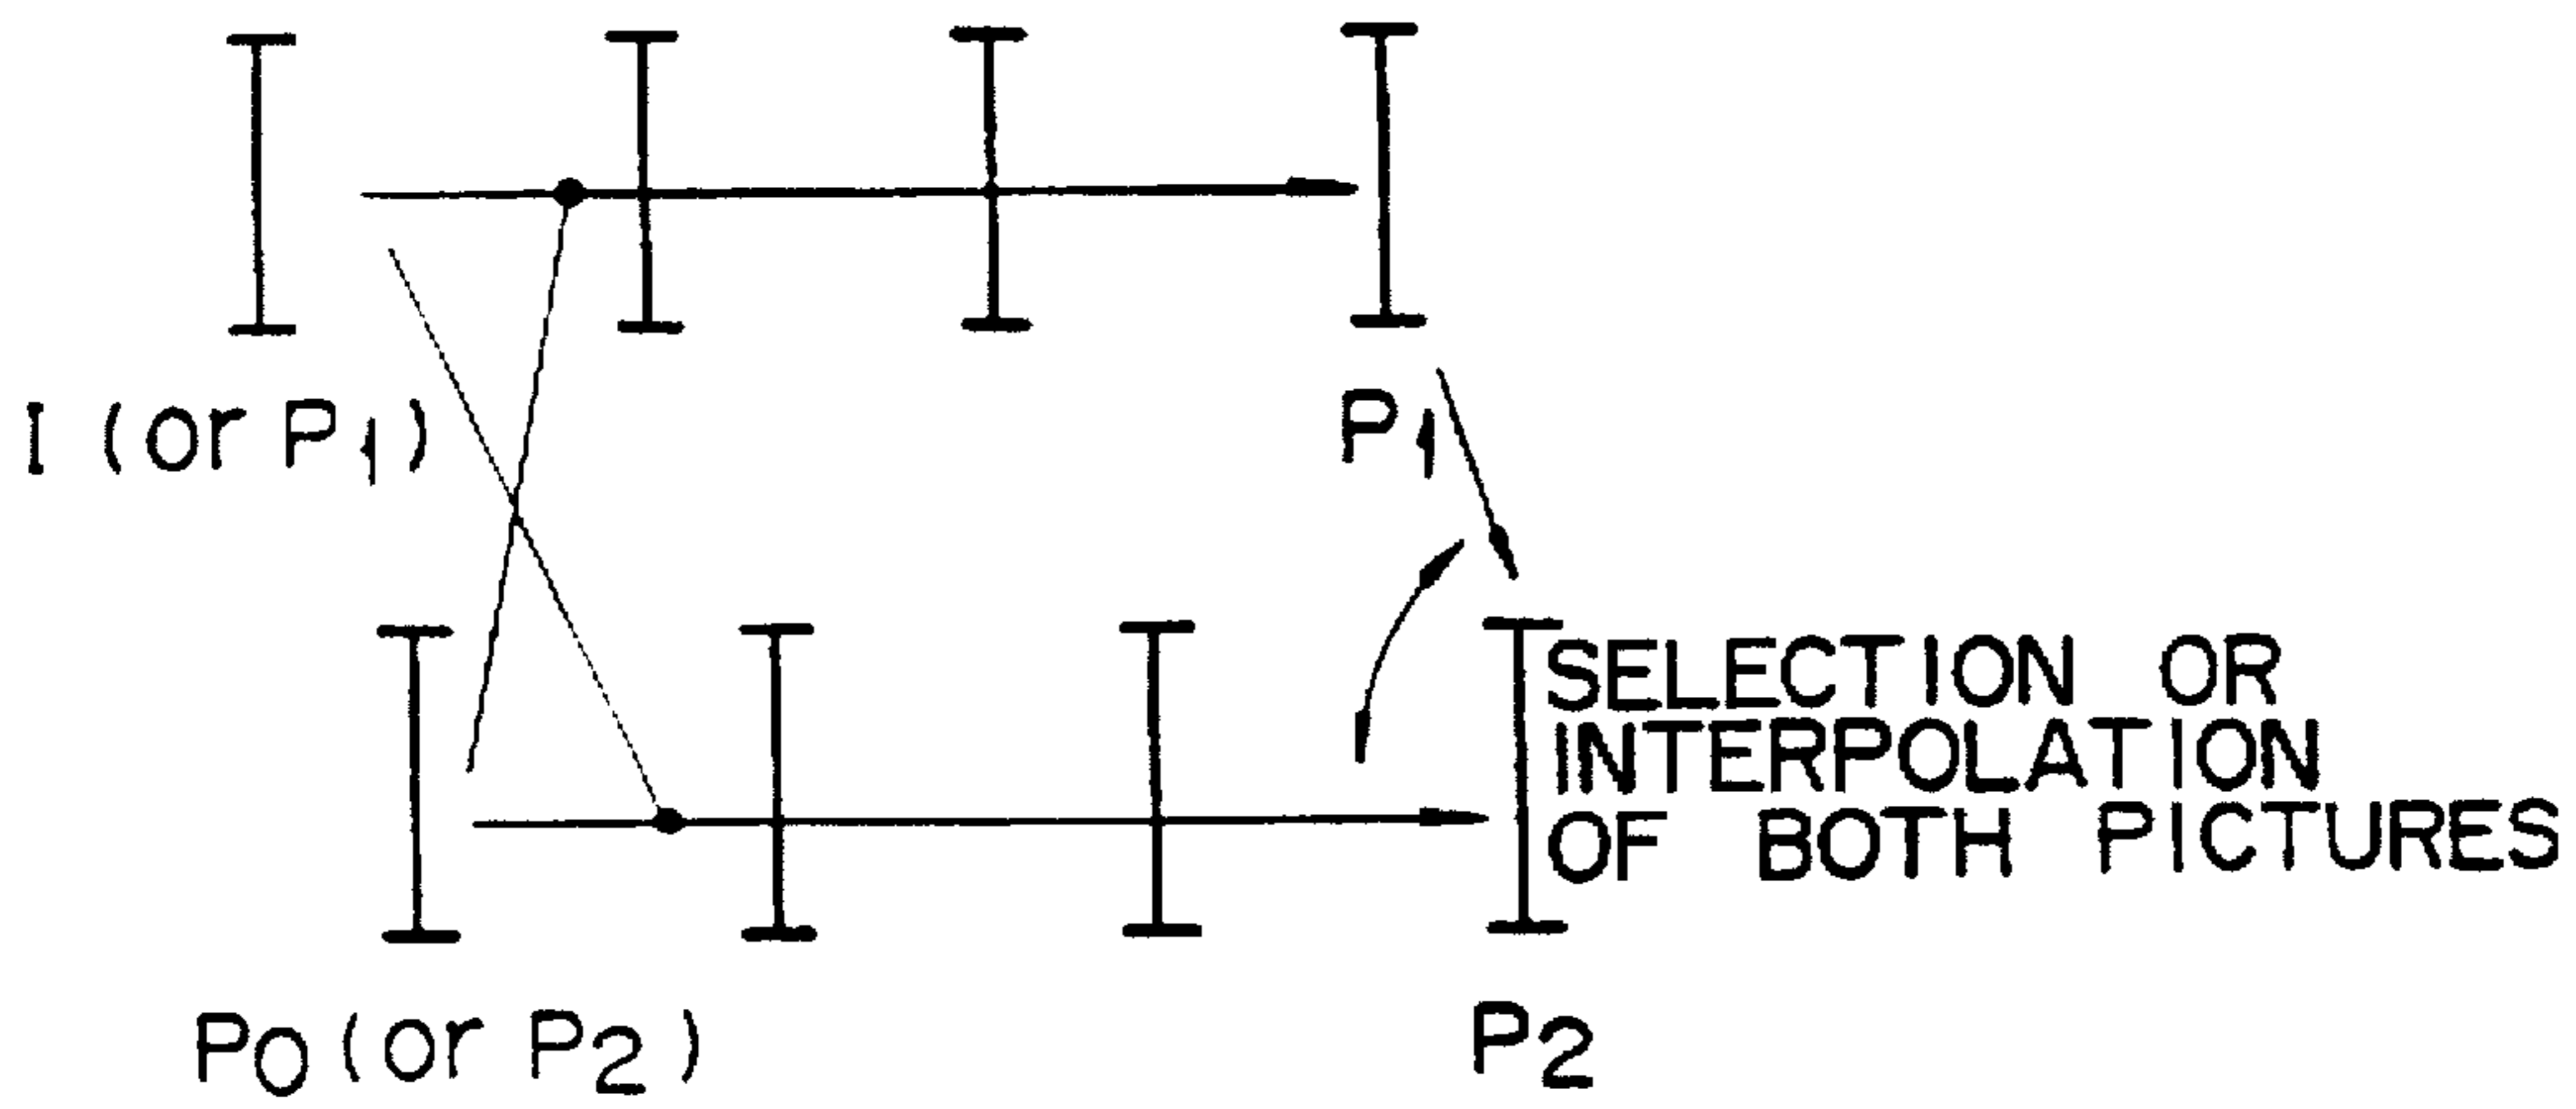 I (or P1)
P1
SELECTION OR
INTERPOLATION
OF BOTH PICTURES
P0 (or P2)
P2